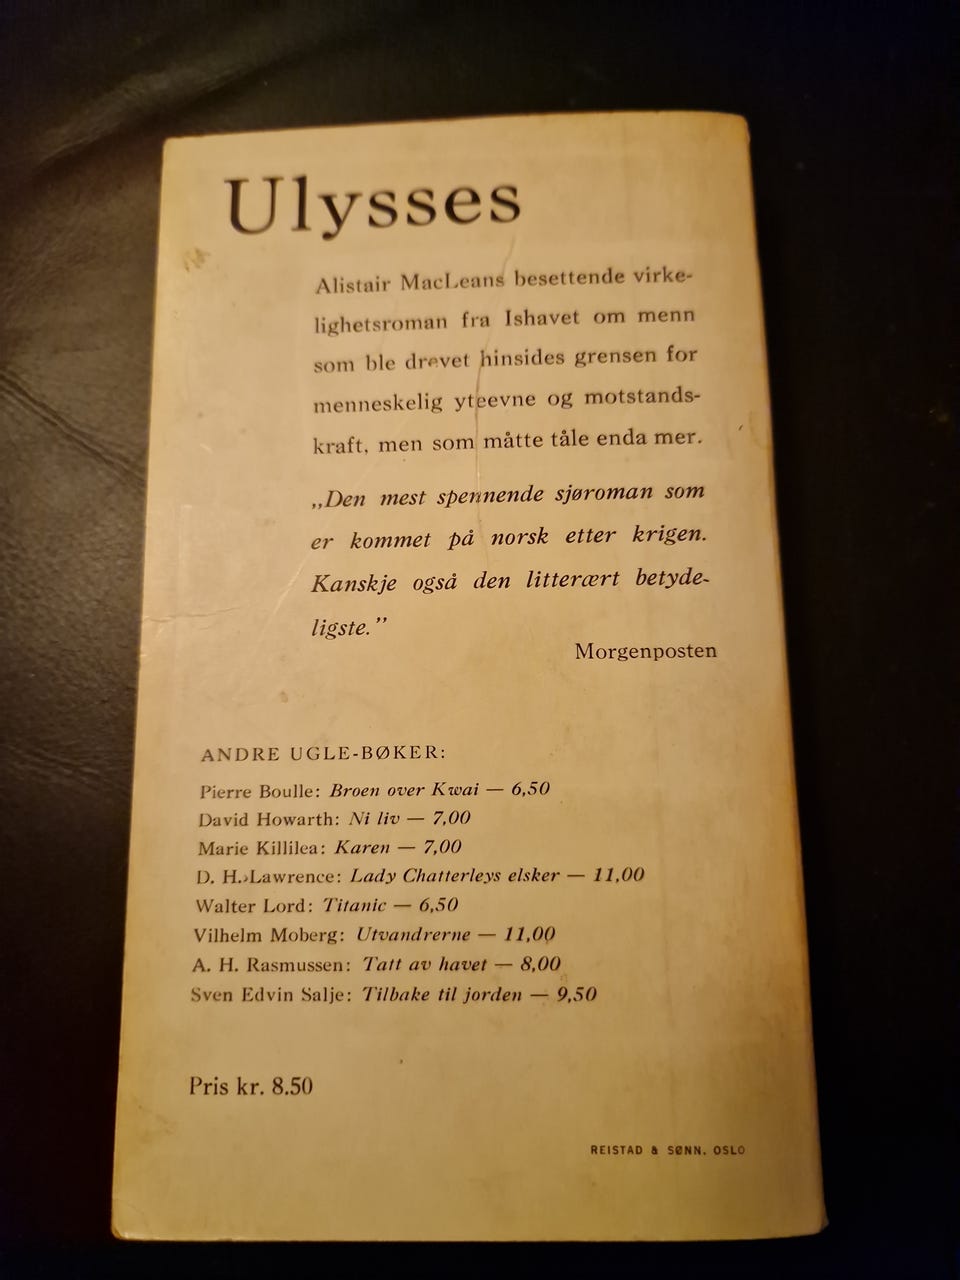 Ulysses
Alistair MacLeans besettende virke-
lighetsroman fra Ishavet om menn
som ble drevet hinsides grensen for
menneskelig yteevne og motstands-
kraft, men som måtte tåle enda mer.
„Den mest spennende sjøroman som
er kommet på norsk etter krigen.
Kanskje også den litterært betyde-
ligste.”
Morgenposten
ANDRE UGLE-BØKER:
Pierre Boulle: Broen over Kwai — 6,50
David Howarth: Ni liv — 7,00
Marie Killilea: Karen — 7,00
D. H. Lawrence: Lady Chatterleys elsker — 11,00
Walter Lord: Titanic — 6,50
Vilhelm Moberg: Utvandrerne — 11,00
A. H. Rasmussen: Tatt av havet — 8,00
Sven Edvin Salje: Tilbake til jorden — 9,50
Pris kr. 8.50
REISTAD & SØNN, OSLO